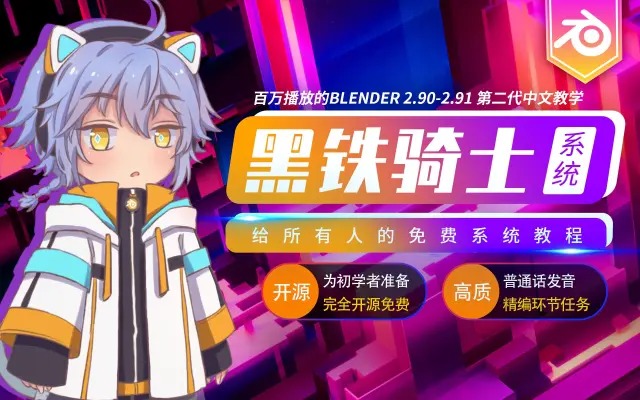 百万播放的BLENDER 2.90-2.91 第二代中文教学
黑铁骑士 系统
给所有人的免费系统教程
开源
为初学者准备
完全开源免费
高质
普通话发音
精编环节任务